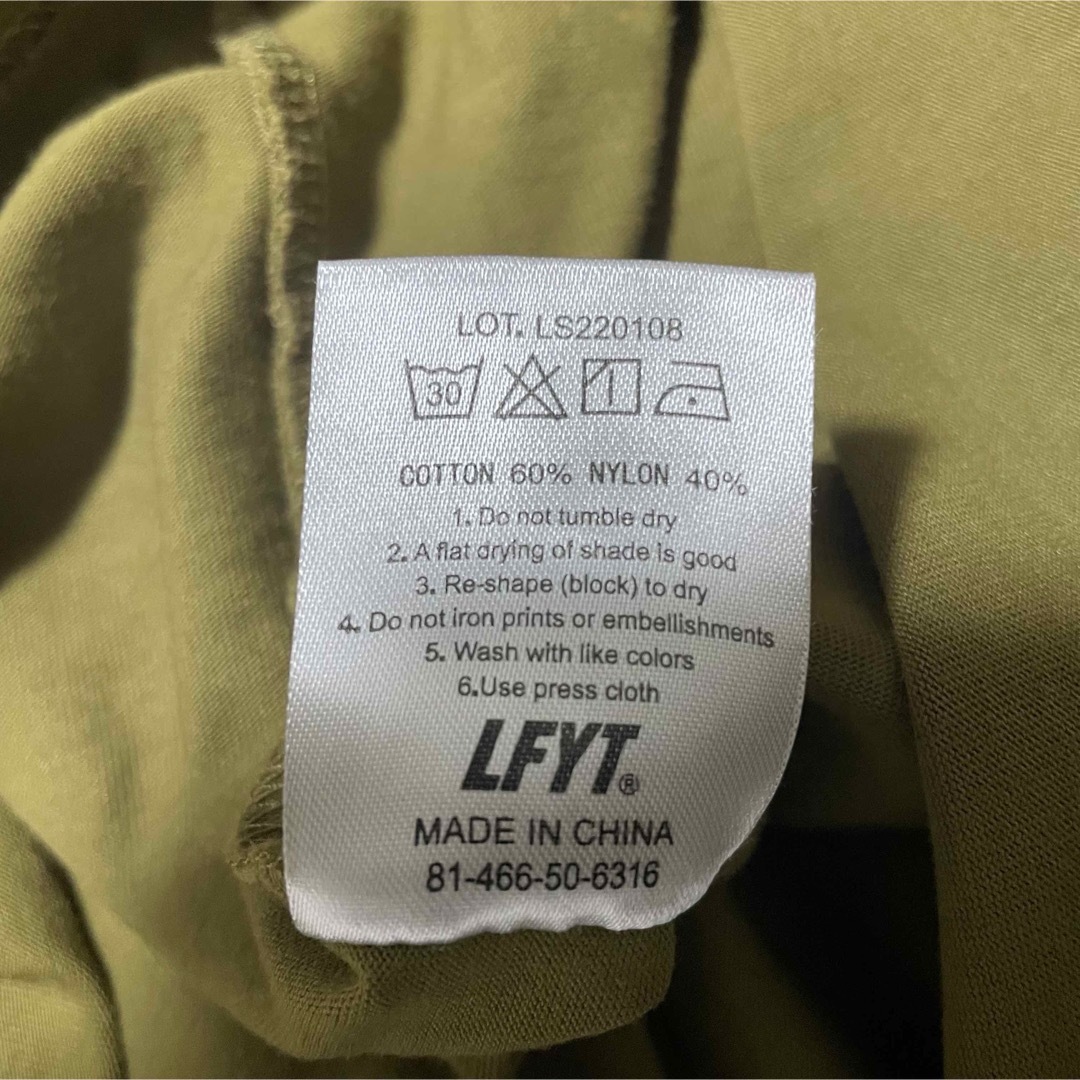 LOT. LS220108
30
COTTON 60% NYLON 40%
1. Do not tumble dry
2. A flat drying of shade is good
3. Re-shape (block) to dry
4. Do not iron prints or embellishments
5. Wash with like colors
6.Use press cloth
LFYT®
MADE IN CHINA
81-466-50-6316